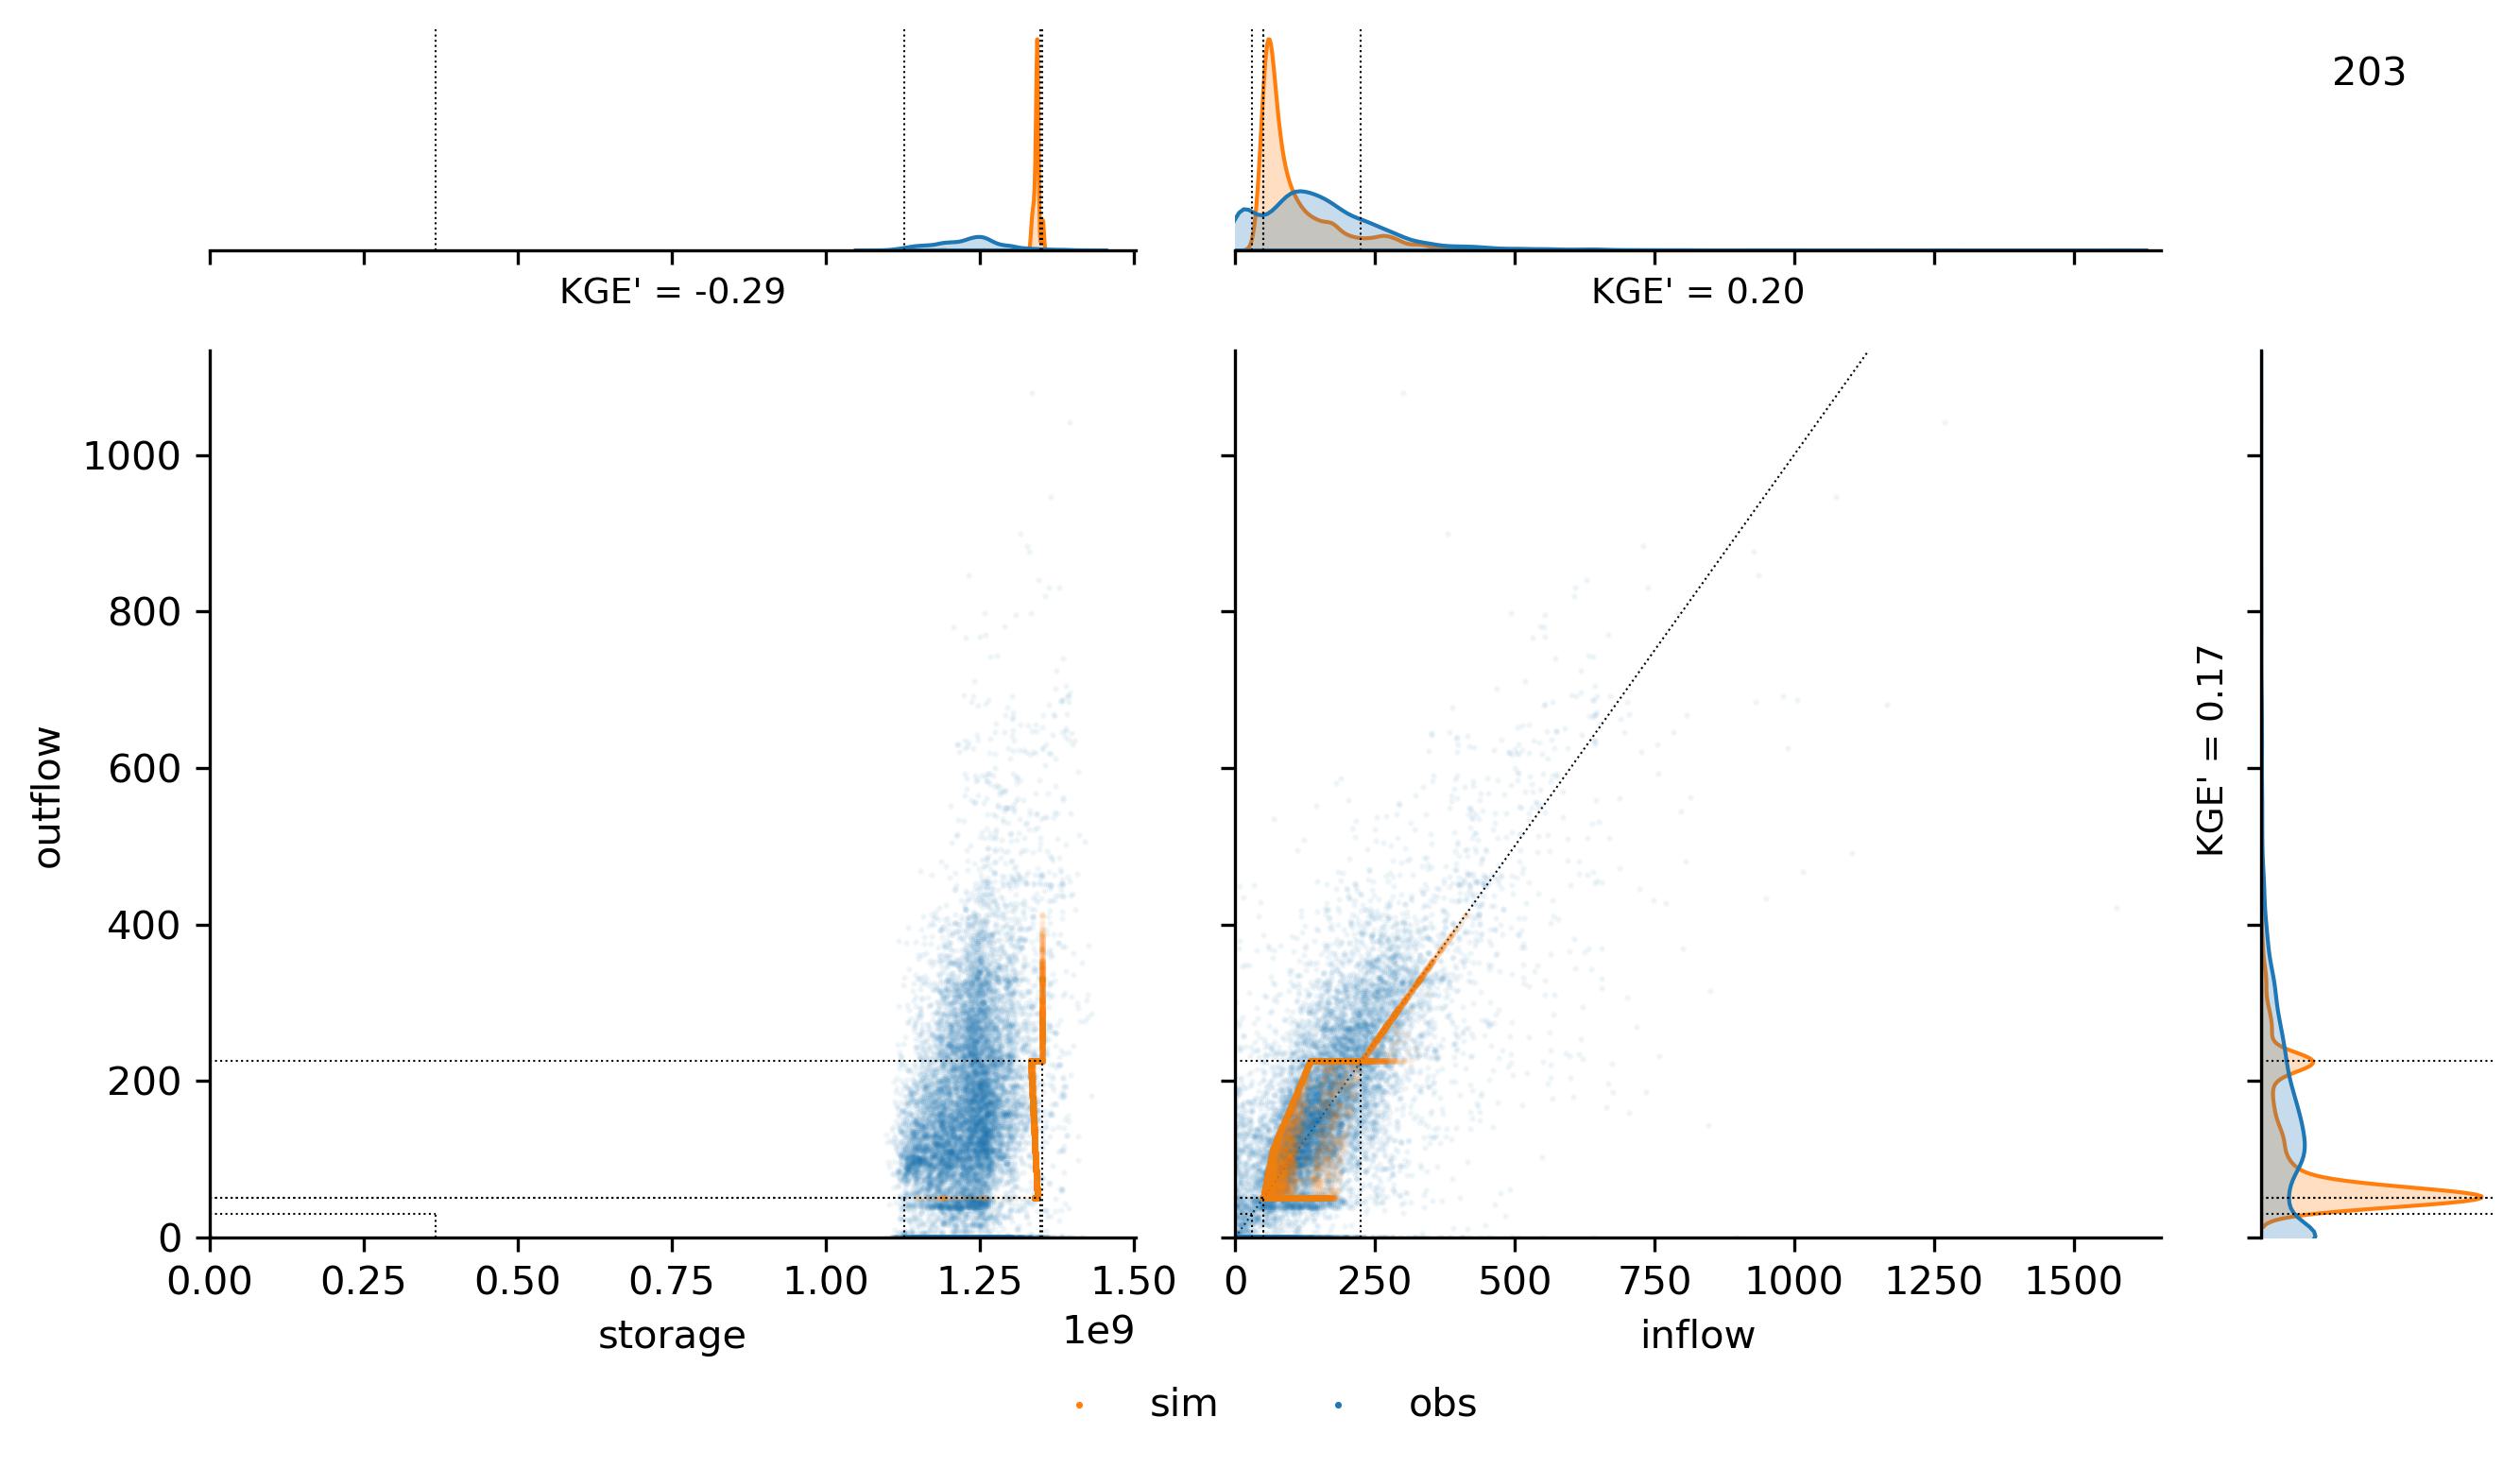 203
KGE' = -0.29
KGE' = 0.20
1000
800
600
400
200
0
outflow
KGE' = 0.17
0.00 0.25 0.50 0.75 1.00 1.25 1.50
0 250 500 750 1000 1250 1500
storage
1e9
inflow
sim obs